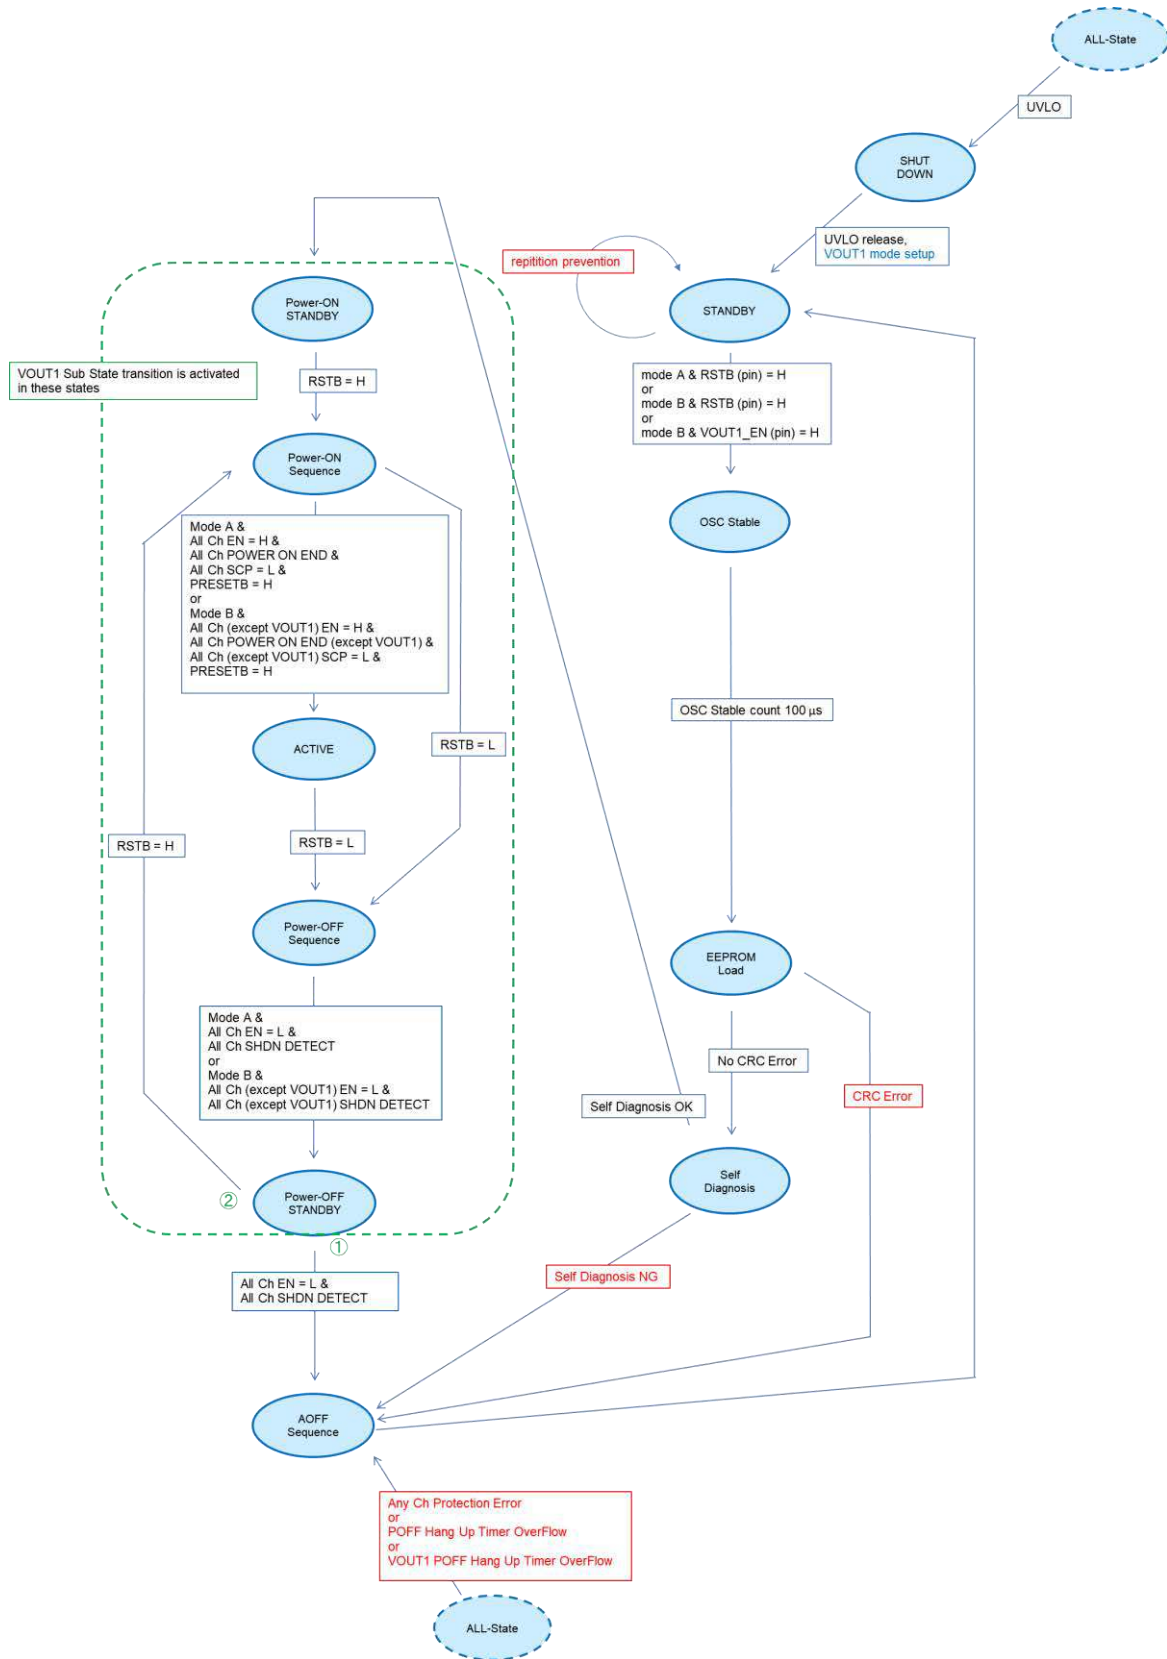 ALL-State
UVLO
SHUT
DOWN
UVLO release,
VOUT1 mode setup
repitition prevention
STANDBY
Power-ON
STANDBY
VOUT1 Sub State transition is activated
in these states
RSTB = H
mode A & RSTB (pin) = H
or
mode B & RSTB (pin) = H
or
mode B & VOUT1_EN (pin) = H
Power-ON
Sequence
OSC Stable
Mode A &
All Ch EN = H &
All Ch POWER ON END &
All Ch SCP = L &
PRESETB = H
or
Mode B &
All Ch (except VOUT1) EN = H &
All Ch POWER ON END (except VOUT1) &
All Ch (except VOUT1) SCP = L &
PRESETB = H
OSC Stable count 100 µs
ACTIVE
RSTB = L
RSTB = H
RSTB = L
Power-OFF
Sequence
EEPROM
Load
Mode A &
All Ch EN = L &
All Ch SHDN DETECT
or
Mode B &
All Ch (except VOUT1) EN = L &
All Ch (except VOUT1) SHDN DETECT
No CRC Error
Self Diagnosis OK
CRC Error
Self
Diagnosis
②
Power-OFF
STANDBY
①
All Ch EN = L &
All Ch SHDN DETECT
Self Diagnosis NG
AOFF
Sequence
Any Ch Protection Error
or
POFF Hang Up Timer OverFlow
or
VOUT1 POFF Hang Up Timer OverFlow
ALL-State